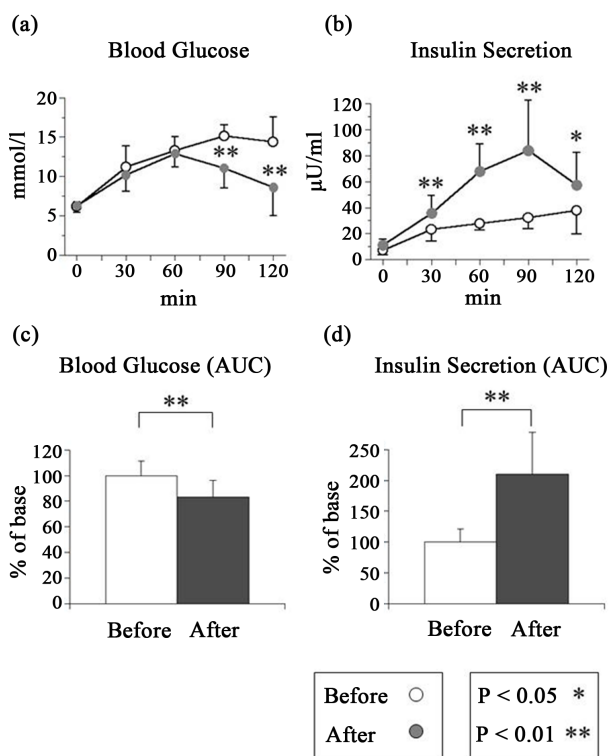 (a)
Blood Glucose
mmol/l
20
15
10
5
0
** **
0 30 60 90 120
min
(b)
Insulin Secretion
μU/ml
120
100
80
60
40
20
0
** ** ** *
0 30 60 90 120
min
(c)
Blood Glucose (AUC)
**
% of base
120
100
80
60
40
20
0
Before After
(d)
Insulin Secretion (AUC)
**
% of base
250
200
150
100
50
0
Before After
Before
After
P < 0.05 *
P < 0.01 **